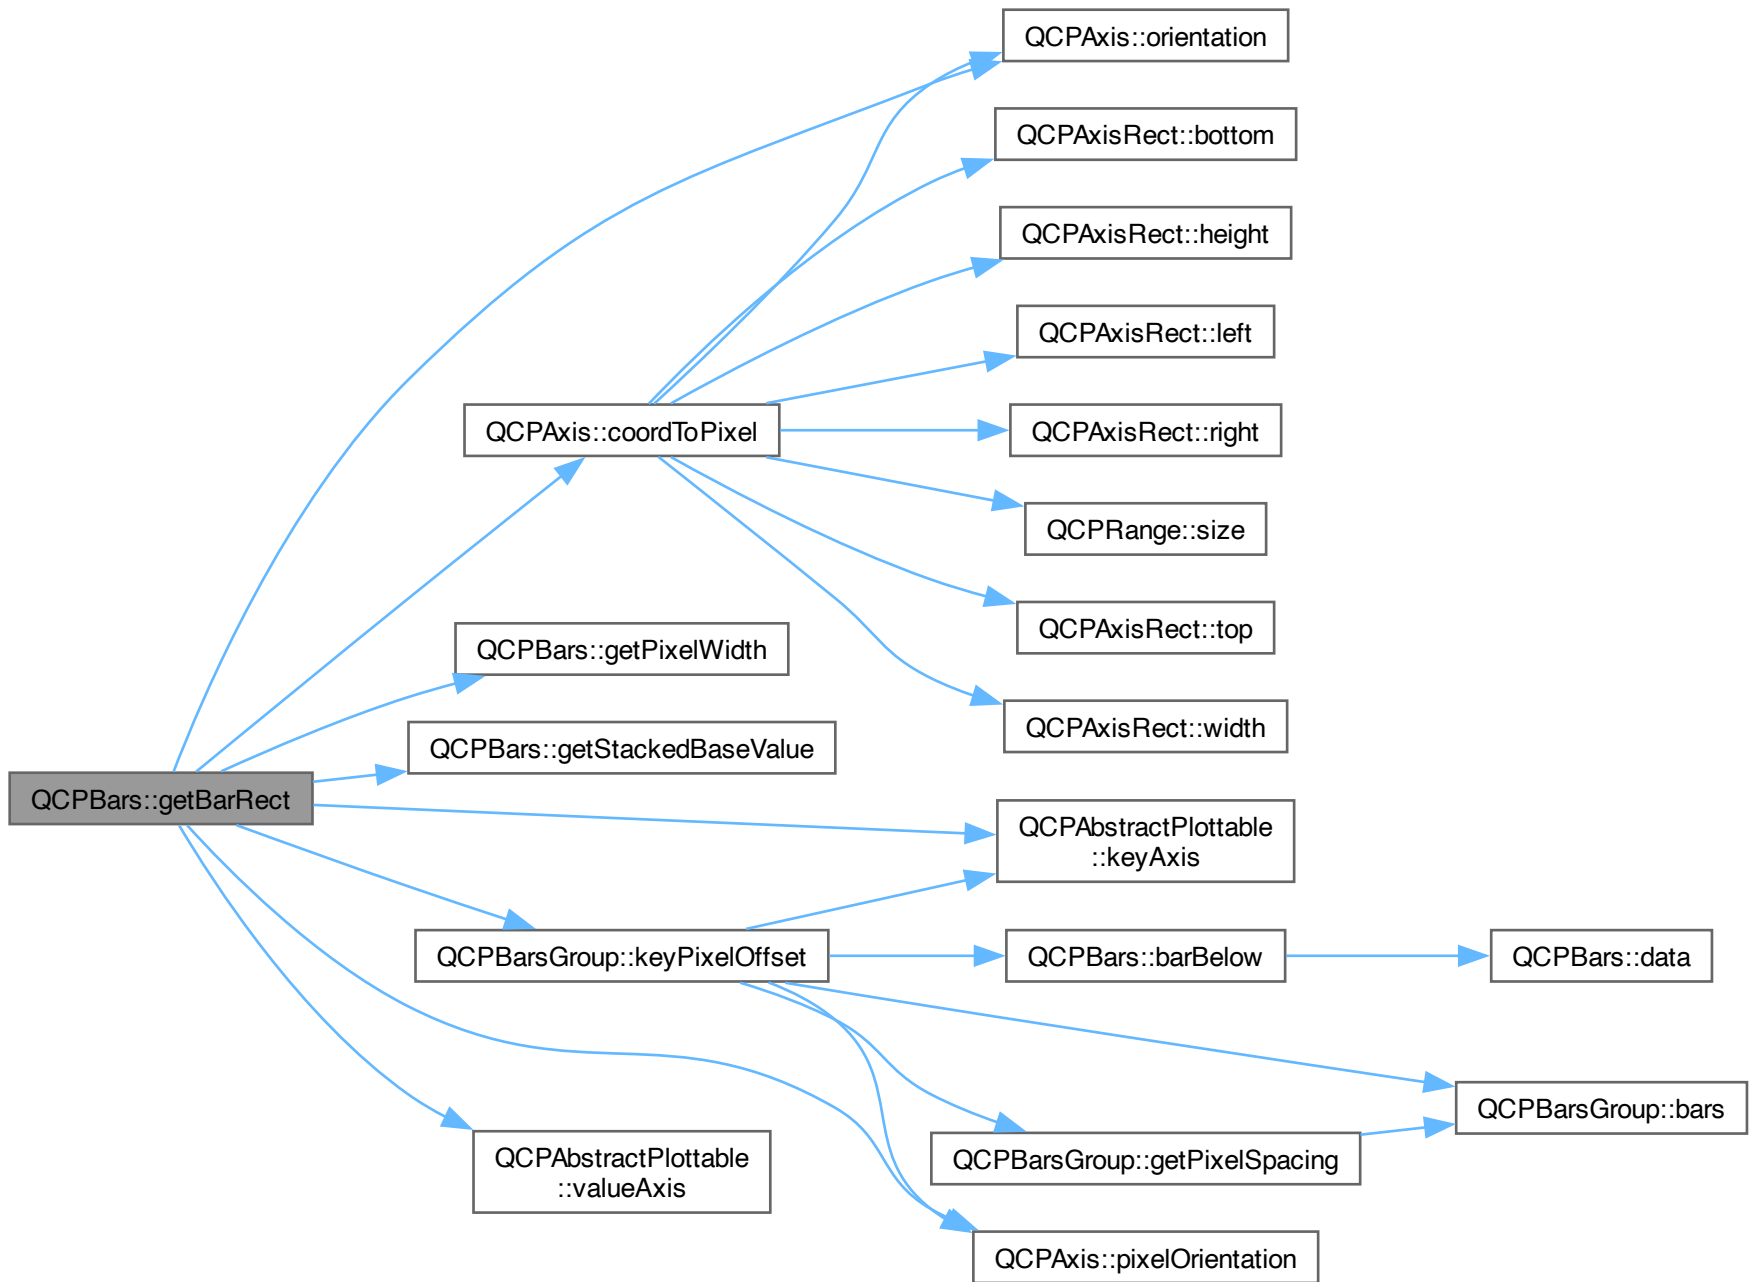 QCPAxis::orientation
QCPAxisRect::bottom
QCPAxisRect::height
QCPAxisRect::left
QCPAxis::coordToPixel
QCPAxisRect::right
QCPRange::size
QCPAxisRect::top
QCPBars::getPixelWidth
QCPAxisRect::width
QCPBars::getStackedBaseValue
QCPBars::getBarRect
QCPAbstractPlottable
::keyAxis
QCPBarsGroup::keyPixelOffset
QCPBars::barBelow
QCPBars::data
QCPBarsGroup::bars
QCPAbstractPlottable
::valueAxis
QCPBarsGroup::getPixelSpacing
QCPAxis::pixelOrientation